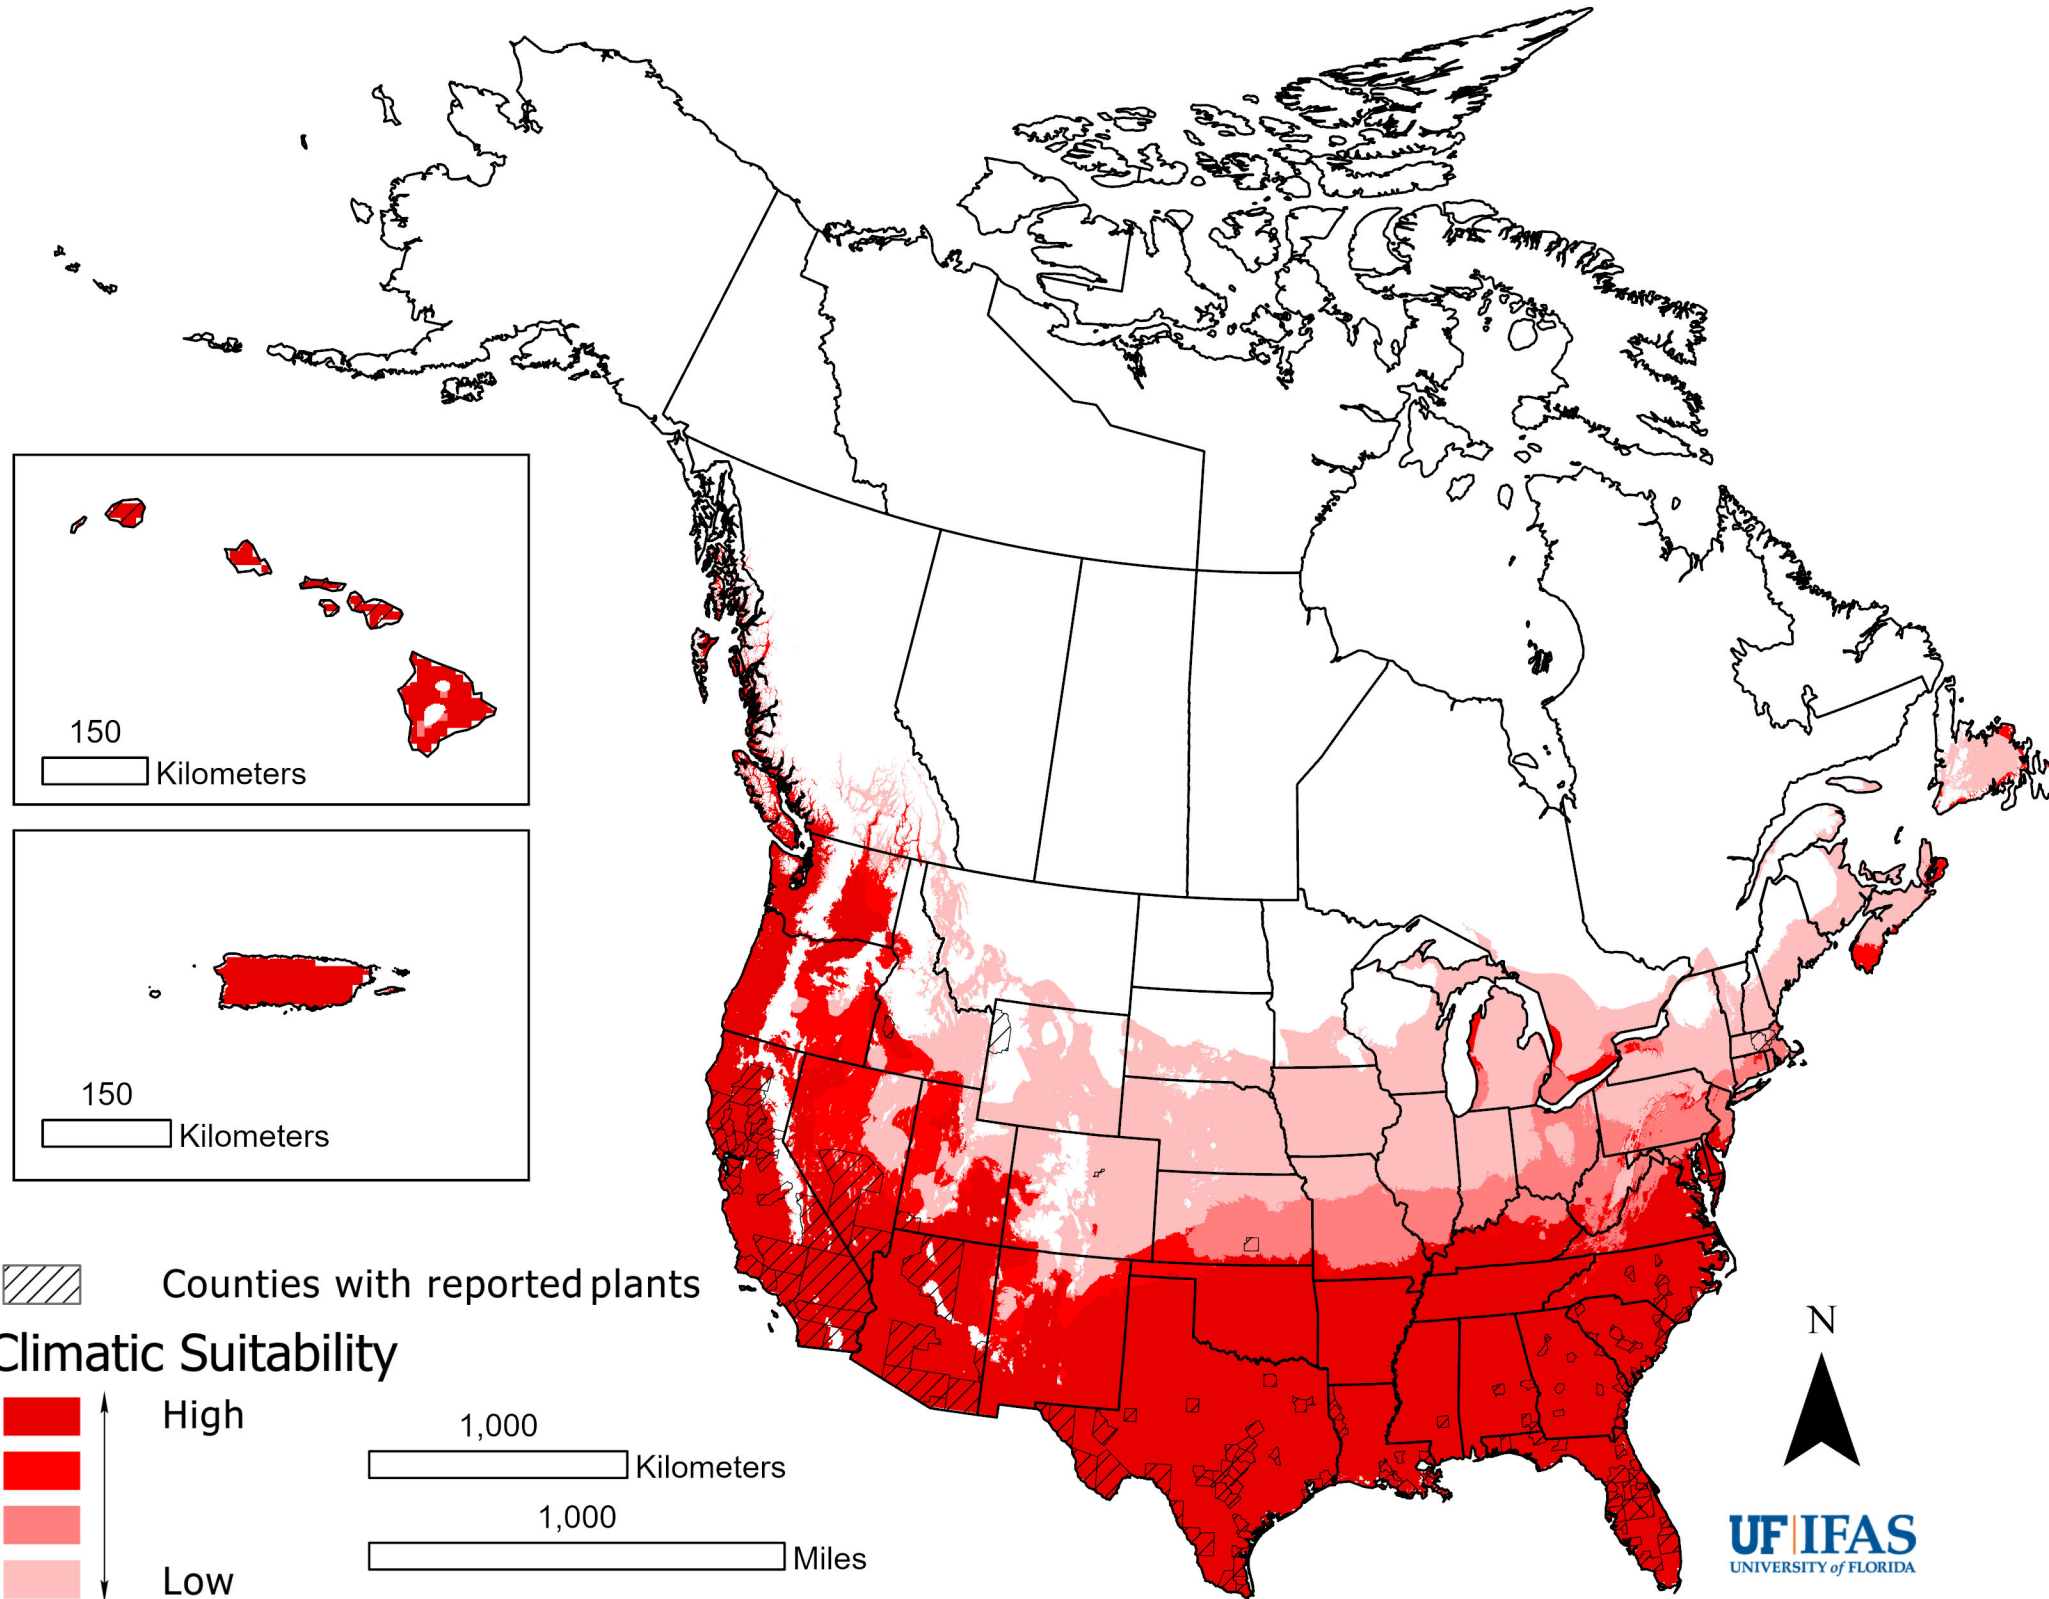 150
Kilometers
150
Kilometers
Counties with reported plants
Climatic Suitability
High
Low
1,000
Kilometers
1,000
Miles
N
UF|IFAS
UNIVERSITY of FLORIDA